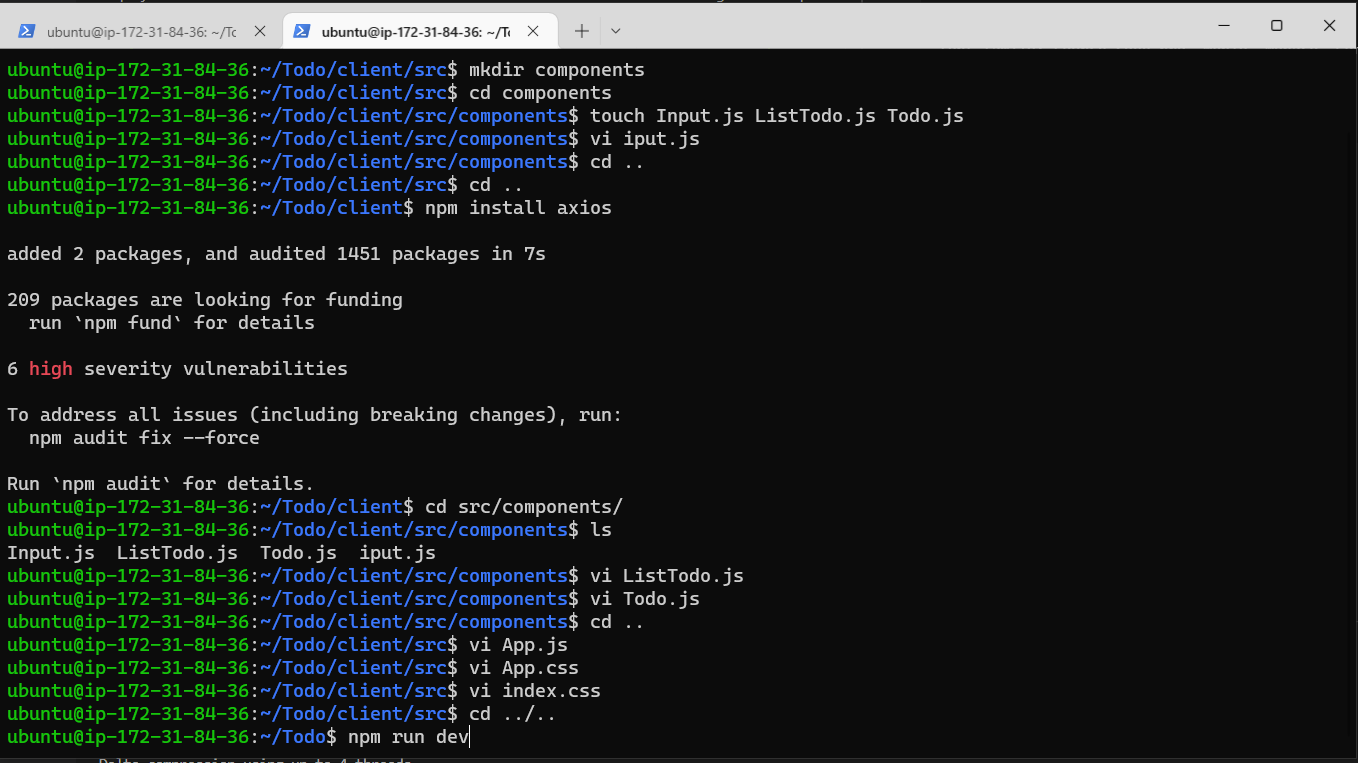 ubuntu@ip-172-31-84-36: ~/To
ubuntu@ip-172-31-84-36: ~/To
ubuntu@ip-172-31-84-36:~/Todo/client/src$ mkdir components
ubuntu@ip-172-31-84-36:~/Todo/client/src$ cd components
ubuntu@ip-172-31-84-36:~/Todo/client/src/components$ touch Input.js ListTodo.js Todo.js
ubuntu@ip-172-31-84-36:~/Todo/client/src/components$ vi iput.js
ubuntu@ip-172-31-84-36:~/Todo/client/src/components$ cd ..
ubuntu@ip-172-31-84-36:~/Todo/client/src$ cd ..
ubuntu@ip-172-31-84-36:~/Todo/client$ npm install axios
added 2 packages, and audited 1451 packages in 7s
209 packages are looking for funding
  run `npm fund` for details
6 high severity vulnerabilities
To address all issues (including breaking changes), run:
  npm audit fix --force
Run `npm audit` for details.
ubuntu@ip-172-31-84-36:~/Todo/client$ cd src/components/
ubuntu@ip-172-31-84-36:~/Todo/client/src/components$ ls
Input.js  ListTodo.js  Todo.js  iput.js
ubuntu@ip-172-31-84-36:~/Todo/client/src/components$ vi ListTodo.js
ubuntu@ip-172-31-84-36:~/Todo/client/src/components$ vi Todo.js
ubuntu@ip-172-31-84-36:~/Todo/client/src/components$ cd ..
ubuntu@ip-172-31-84-36:~/Todo/client/src$ vi App.js
ubuntu@ip-172-31-84-36:~/Todo/client/src$ vi App.css
ubuntu@ip-172-31-84-36:~/Todo/client/src$ vi index.css
ubuntu@ip-172-31-84-36:~/Todo/client/src$ cd ../..
ubuntu@ip-172-31-84-36:~/Todo$ npm run dev